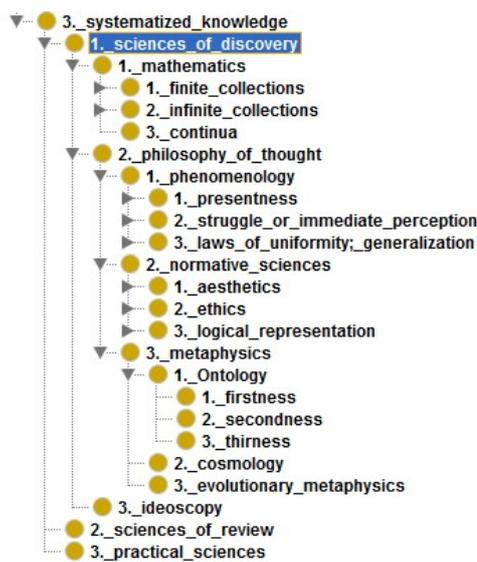 3._systematized_knowledge
1._sciences_of_discovery
1._mathematics
1._finite_collections
2._infinite_collections
3._continua
2._philosophy_of_thought
1._phenomenology
1._presentness
2._struggle_or_immediate_perception
3._laws_of_uniformity;_generalization
2._normative_sciences
1._aesthetics
2._ethics
3._logical_representation
3._metaphysics
1._Ontology
1._firstness
2._secondness
3._thirness
2._cosmology
3._evolutionary_metaphysics
3._ideoscopy
2._sciences_of_review
3._practical_sciences